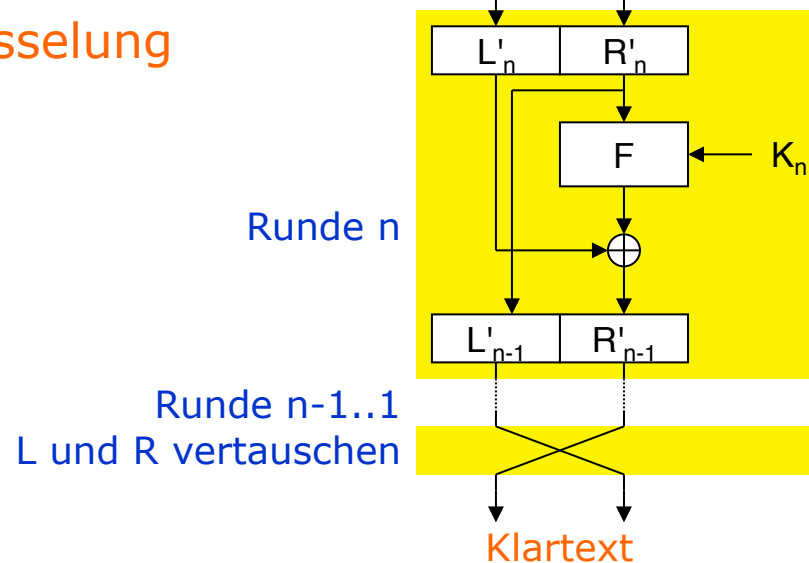 sselung
L'n R'n
F
Kn
Runde n
L'n-1 R'n-1
Runde n-1..1
L und R vertauschen
Klartext